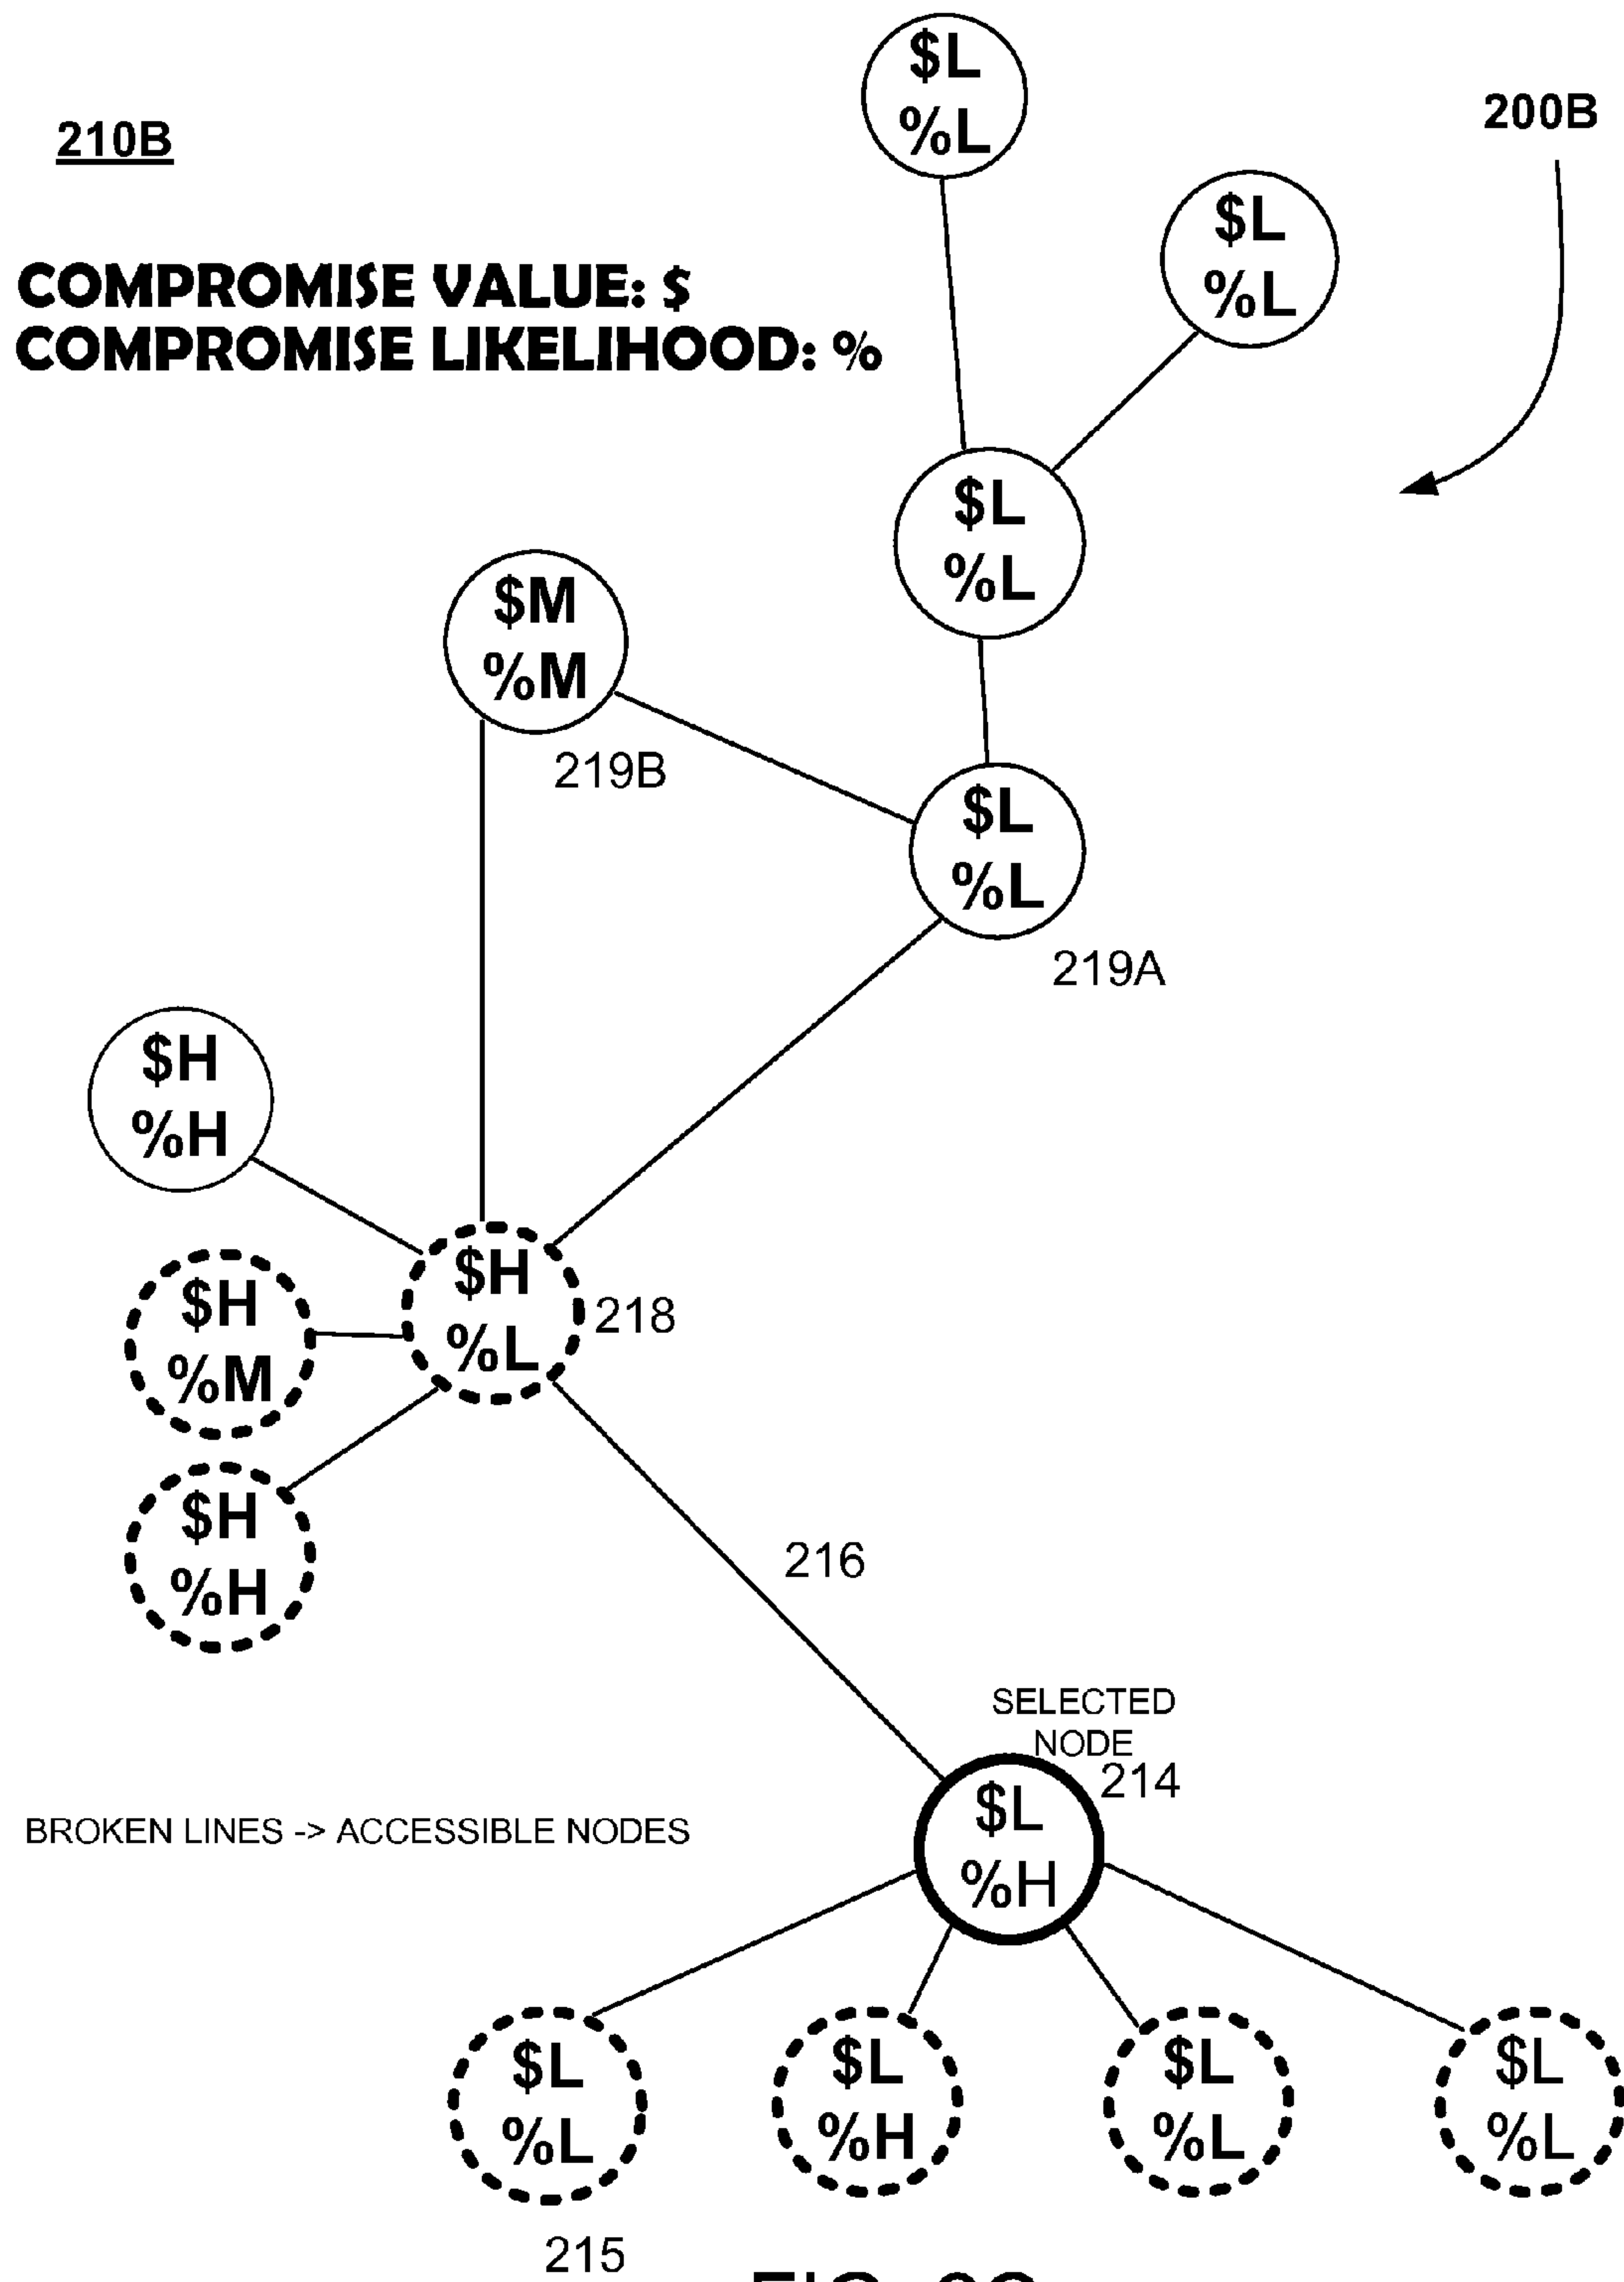 $L
%L
200B
210B
$L
%L
COMPROMISE VALUE: $
COMPROMISE LIKELIHOOD: %
$L
%L
$M
%M
219B
$L
%L
219A
$H
%H
$H
%L
218
$H
%M
$H
%H
216
SELECTED
NODE
214
$L
%H
BROKEN LINES -> ACCESSIBLE NODES
$L
%L
$L
%H
$L
%L
$L
%L
215